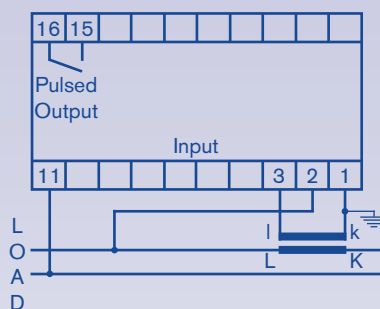 16 15
Pulsed
Output
Input
11 3 2 1
L l k
O
L K
A
D